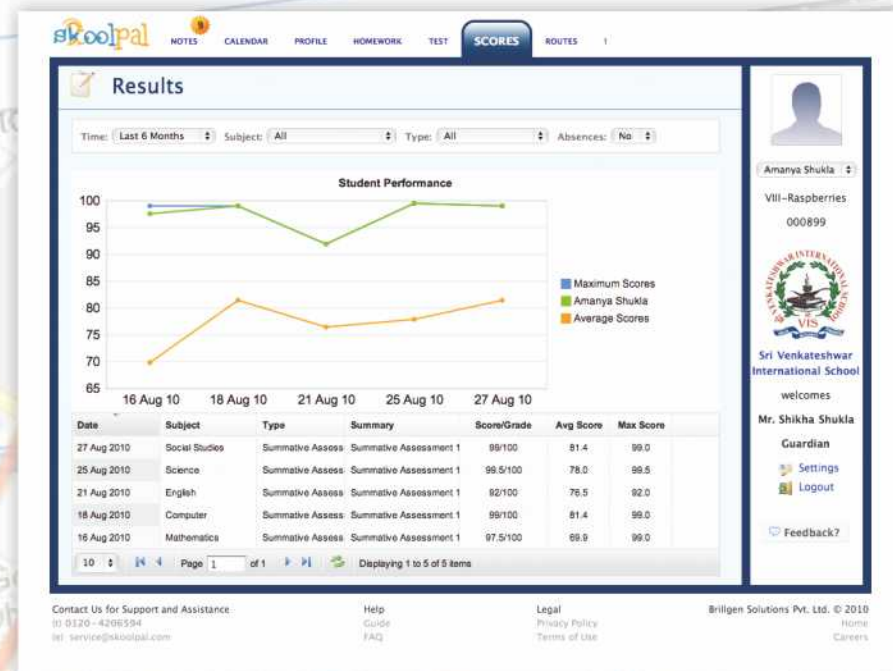 skoolpal
NOTES 9 CALENDAR PROFILE HOMEWORK TEST SCORES ROUTES
Results
Time: Last 6 Months Subject: All Type: All Absences: No
Student Performance
100
95
90
85
80
75
70
65
16 Aug 10 18 Aug 10 21 Aug 10 25 Aug 10 27 Aug 10
Maximum Scores
Amanya Shukla
Average Scores
Date Subject Type Summary Score/Grade Avg Score Max Score
27 Aug 2010 Social Studies Summative Assess Summative Assessment 1 99/100 81.4 99.0
25 Aug 2010 Science Summative Assess Summative Assessment 1 99.5/100 78.0 99.5
21 Aug 2010 English Summative Assess Summative Assessment 1 92/100 76.5 92.0
18 Aug 2010 Computer Summative Assess Summative Assessment 1 99/100 81.4 99.0
16 Aug 2010 Mathematics Summative Assess Summative Assessment 1 97.5/100 69.9 99.0
10 Page 1 of 1 Displaying 1 to 5 of 5 items
Amanya Shukla
VIII-Raspberries
000899
SRI VENKATESHWAR INTERNATIONAL SCHOOL
VIS
Sri Venkateshwar
International School
welcomes
Mr. Shikha Shukla
Guardian
Settings
Logout
Feedback?
Contact Us for Support and Assistance
(t) 0120-4206594
(e) service@skoolpal.com
Help
Guide
FAQ
Legal
Privacy Policy
Terms of Use
Brillgen Solutions Pvt. Ltd. © 2010
Home
Careers